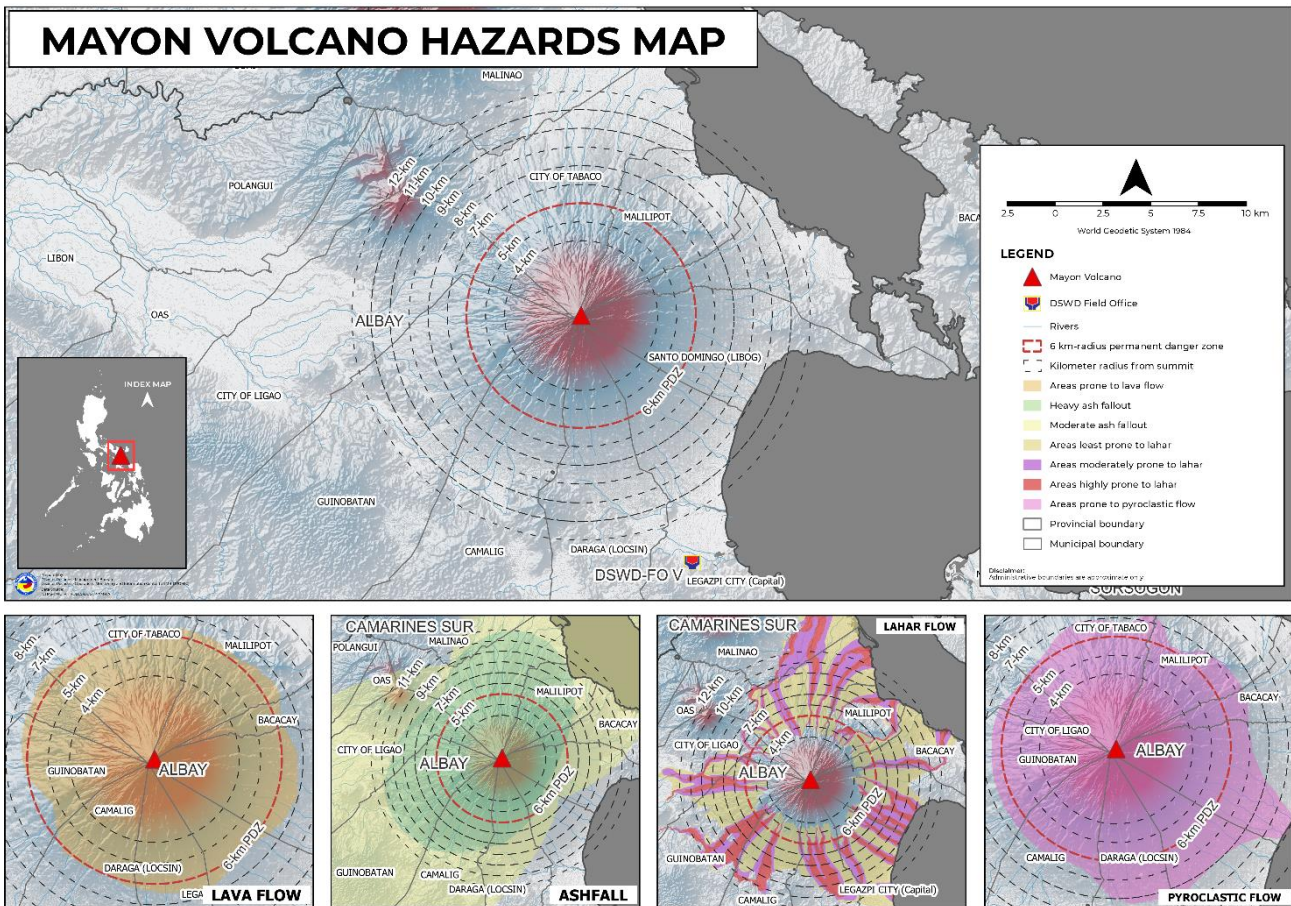 MAYON VOLCANO HAZARDS MAP
MALINAO
POLANGUI
12-km
11-km
10-km
9-km
8-km
7-km
5-km
4-km
CITY OF TABACO
MALILIPOT
LIBON
OAS
ALBAY
SANTO DOMINGO (LIBOG)
6-km PDZ
CITY OF LIGAO
GUINOBATAN
CAMALIG
DARAGA (LOCSIN)
DSWD-FO V
LEGAZPI CITY (Capital)
INDEX MAP
2.5 0 2.5 5 7.5 10 km
World Geodetic System 1984
LEGEND
Mayon Volcano
DSWD Field Office
Rivers
6 km-radius permanent danger zone
Kilometer radius from summit
Areas prone to lava flow
Heavy ash fallout
Moderate ash fallout
Areas least prone to lahar
Areas moderately prone to lahar
Areas highly prone to lahar
Areas prone to pyroclastic flow
Provincial boundary
Municipal boundary
Disclaimer:
Administrative boundaries are approximate only
8-km
7-km
5-km
4-km
CITY OF TABACO
MALILIPOT
BACACAY
GUINOBATAN
ALBAY
CAMALIG
DARAGA (LOCSIN)
6-km PDZ
LAVA FLOW
CAMARINES SUR
POLANGUI
MALINAO
OAS
11-km
9-km
7-km
5-km
MALILIPOT
BACACAY
CITY OF LIGAO
ALBAY
6-km PDZ
GUINOBATAN
CAMALIG
DARAGA (LOCSIN)
ASHFALL
CAMARINES SUR
LAHAR FLOW
MALINAO
12-km
10-km
7-km
4-km
OAS
MALILIPOT
CITY OF LIGAO
BACACAY
ALBAY
6-km PDZ
GUINOBATAN
CAMALIG
LEGAZPI CITY (Capital)
8-km
7-km
5-km
4-km
CITY OF TABACO
MALILIPOT
BACACAY
CITY OF LIGAO
GUINOBATAN
ALBAY
6-km PDZ
CAMALIG
DARAGA (LOCSIN)
PYROCLASTIC FLOW